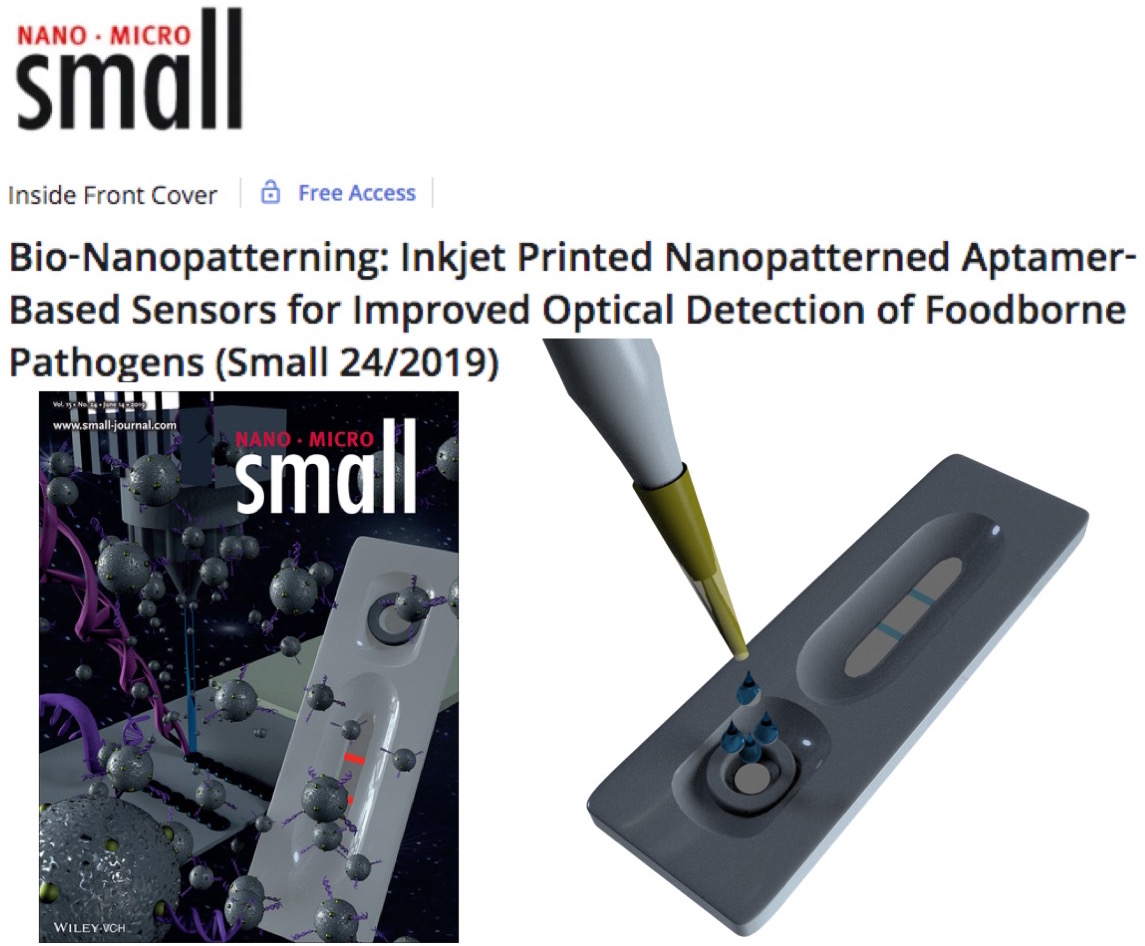 NANO · MICRO
small
Inside Front Cover
Free Access
Bio-Nanopatterning: Inkjet Printed Nanopatterned Aptamer-
Based Sensors for Improved Optical Detection of Foodborne
Pathogens (Small 24/2019)
Vol. 15 • No. 24 • June 14 • 2019
www.small-journal.com
NANO · MICRO
small
WILEY-VCH